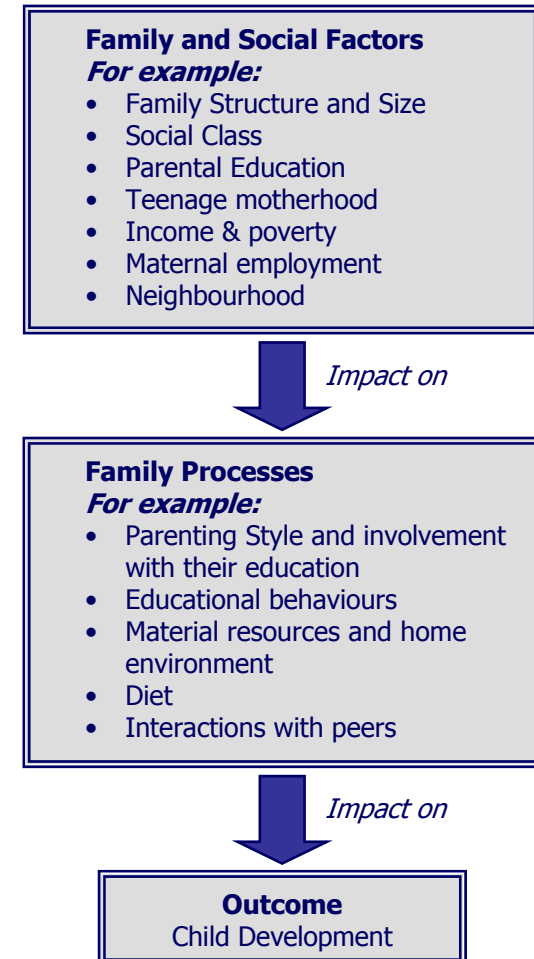 Family and Social Factors
For example:
• Family Structure and Size
• Social Class
• Parental Education
• Teenage motherhood
• Income & poverty
• Maternal employment
• Neighbourhood
Impact on
Family Processes
For example:
• Parenting Style and involvement
with their education
• Educational behaviours
• Material resources and home
environment
• Diet
• Interactions with peers
Impact on
Outcome
Child Development